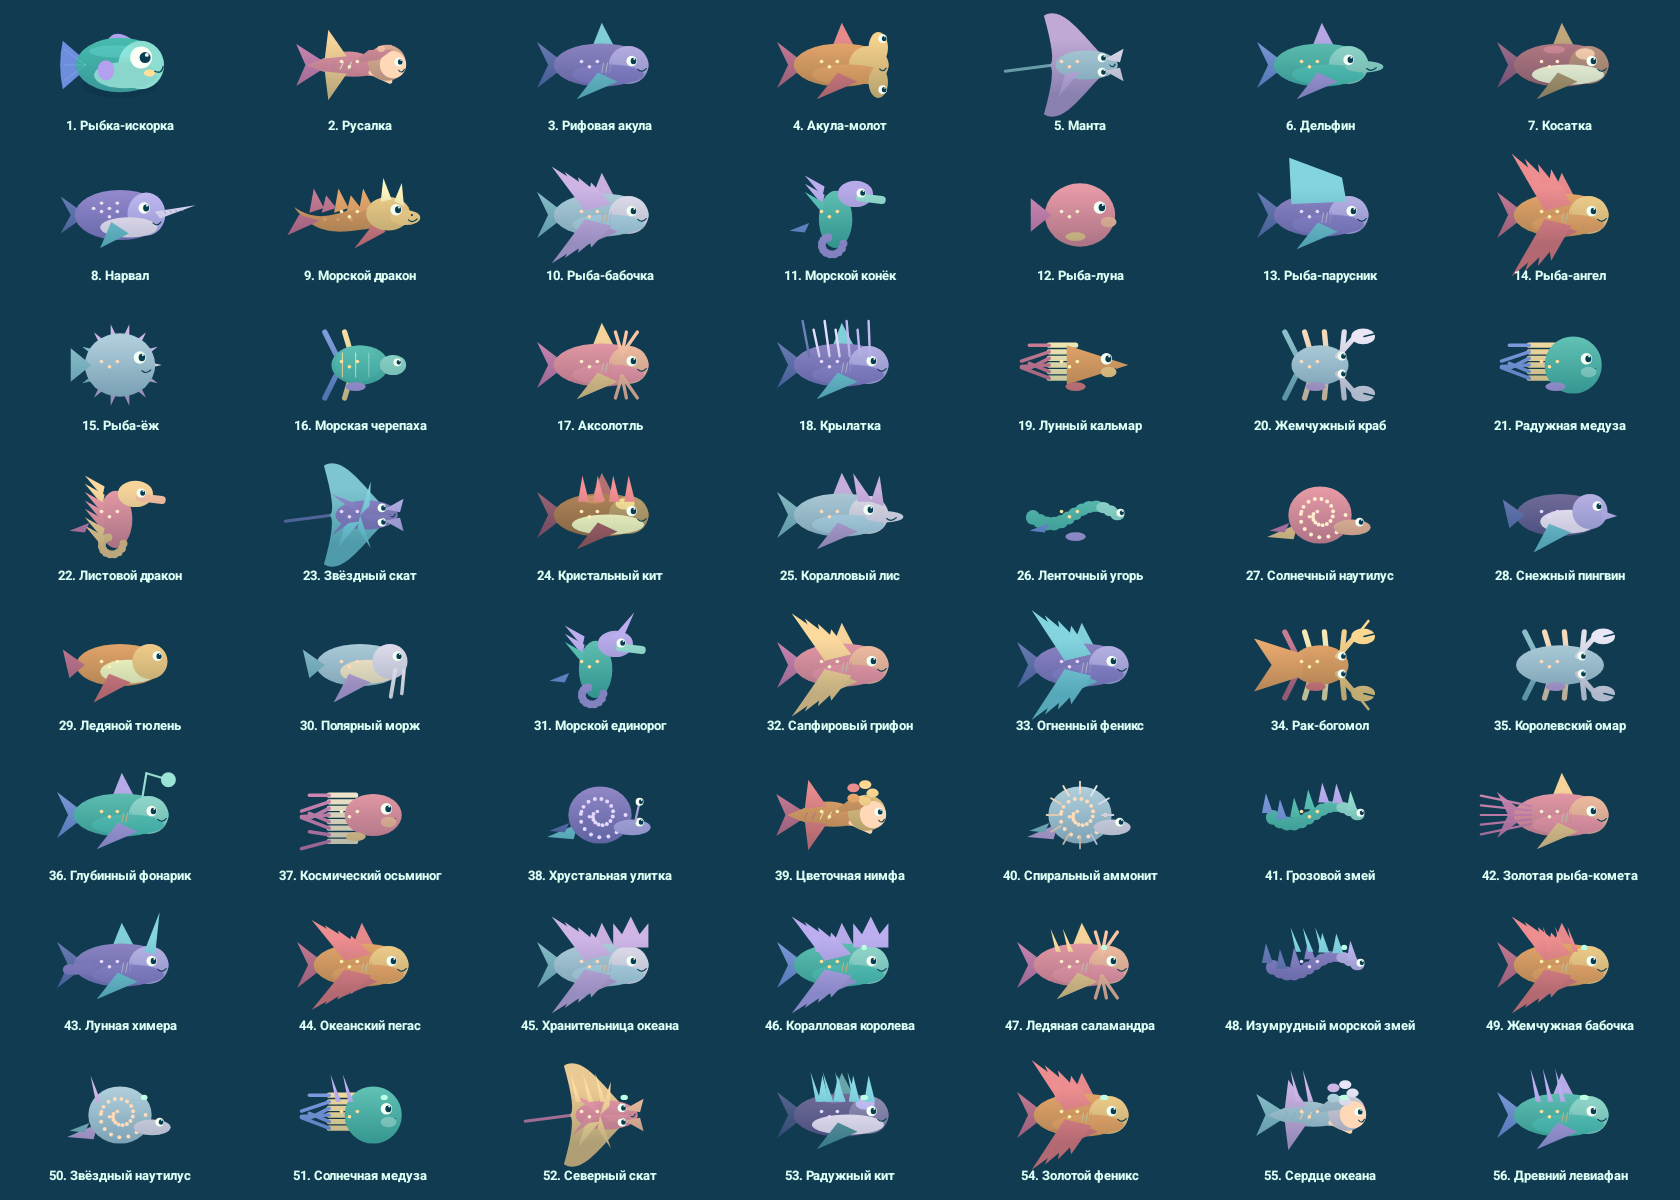 1. Рыбка-искорка
2. Русалка
3. Рифовая акула
4. Акула-молот
5. Манта
6. Дельфин
7. Косатка
8. Нарвал
9. Морской дракон
10. Рыба-бабочка
11. Морской конёк
12. Рыба-луна
13. Рыба-парусник
14. Рыба-ангел
15. Рыба-ёж
16. Морская черепаха
17. Аксолотль
18. Крылатка
19. Лунный кальмар
20. Жемчужный краб
21. Радужная медуза
22. Листовой дракон
23. Звёздный скат
24. Кристальный кит
25. Коралловый лис
26. Ленточный угорь
27. Солнечный наутилус
28. Снежный пингвин
29. Ледяной тюлень
30. Полярный морж
31. Морской единорог
32. Сапфировый грифон
33. Огненный феникс
34. Рак-богомол
35. Королевский омар
36. Глубинный фонарик
37. Космический осьминог
38. Хрустальная улитка
39. Цветочная нимфа
40. Спиральный аммонит
41. Грозовой змей
42. Золотая рыба-комета
43. Лунная химера
44. Океанский пегас
45. Хранительница океана
46. Коралловая королева
47. Ледяная саламандра
48. Изумрудный морской змей
49. Жемчужная бабочка
50. Звёздный наутилус
51. Солнечная медуза
52. Северный скат
53. Радужный кит
54. Золотой феникс
55. Сердце океана
56. Древний левиафан